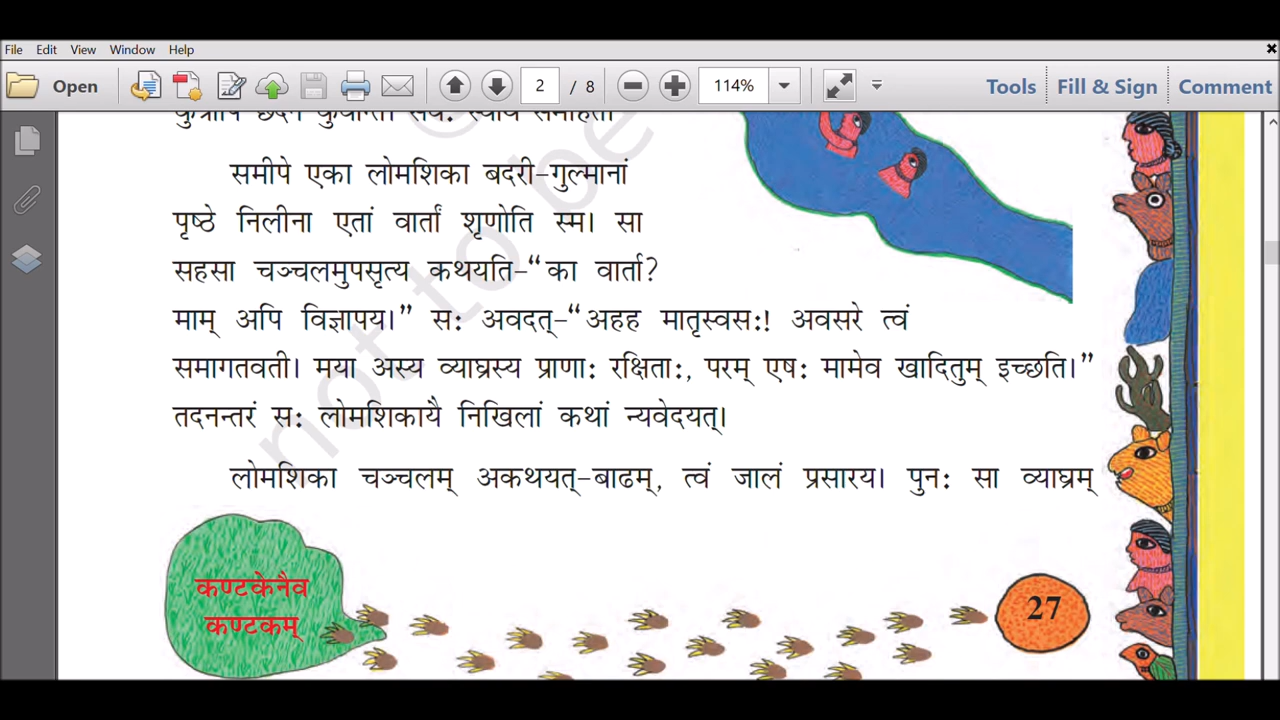 File Edit View Window Help
Open 2 / 8 114% Tools Fill & Sign Comment
समीपे एका लोमशिका बदरी-गुल्मानां
पृष्ठे निलीना एतां वार्तां शृणोति स्म। सा
सहसा चञ्चलमुपसृत्य कथयति-“का वार्ता?
माम् अपि विज्ञापय।” सः अवदत्-“अहह मातृस्वसः! अवसरे त्वं
समागतवती। मया अस्य व्याघ्रस्य प्राणाः रक्षिताः, परम् एषः मामेव खादितुम् इच्छति।”
तदनन्तरं सः लोमशिकायै निखिलां कथां न्यवेदयत्।
लोमशिका चञ्चलम् अकथयत्-बाढम्, त्वं जालं प्रसारय। पुनः सा व्याघ्रम्
कण्टकेनैव
कण्टकम्
27
not to be